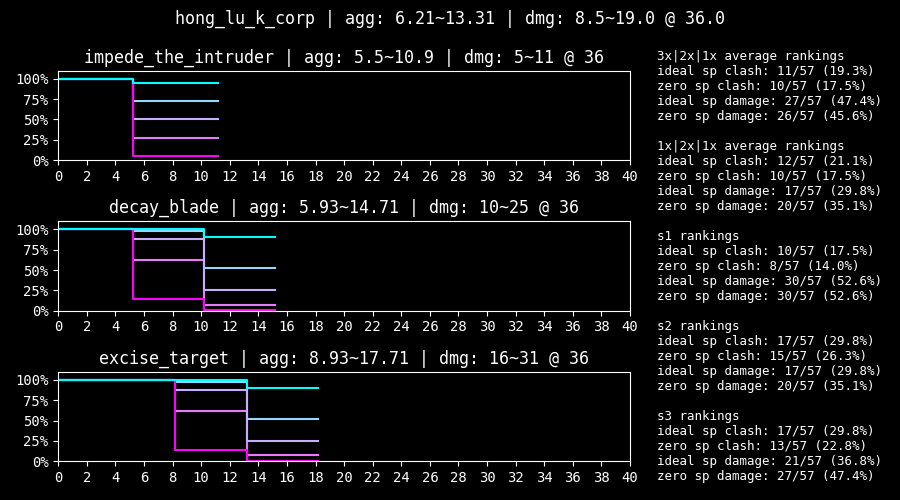 hong_lu_k_corp | agg: 6.21~13.31 | dmg: 8.5~19.0 @ 36.0
impede_the_intruder | agg: 5.5~10.9 | dmg: 5~11 @ 36
100%
75%
50%
25%
0%
0 2 4 6 8 10 12 14 16 18 20 22 24 26 28 30 32 34 36 38 40
decay_blade | agg: 5.93~14.71 | dmg: 10~25 @ 36
100%
75%
50%
25%
0%
0 2 4 6 8 10 12 14 16 18 20 22 24 26 28 30 32 34 36 38 40
excise_target | agg: 8.93~17.71 | dmg: 16~31 @ 36
100%
75%
50%
25%
0%
0 2 4 6 8 10 12 14 16 18 20 22 24 26 28 30 32 34 36 38 40
3x|2x|1x average rankings
ideal sp clash: 11/57 (19.3%)
zero sp clash: 10/57 (17.5%)
ideal sp damage: 27/57 (47.4%)
zero sp damage: 26/57 (45.6%)
1x|2x|1x average rankings
ideal sp clash: 12/57 (21.1%)
zero sp clash: 10/57 (17.5%)
ideal sp damage: 17/57 (29.8%)
zero sp damage: 20/57 (35.1%)
s1 rankings
ideal sp clash: 10/57 (17.5%)
zero sp clash: 8/57 (14.0%)
ideal sp damage: 30/57 (52.6%)
zero sp damage: 30/57 (52.6%)
s2 rankings
ideal sp clash: 17/57 (29.8%)
zero sp clash: 15/57 (26.3%)
ideal sp damage: 17/57 (29.8%)
zero sp damage: 20/57 (35.1%)
s3 rankings
ideal sp clash: 17/57 (29.8%)
zero sp clash: 13/57 (22.8%)
ideal sp damage: 21/57 (36.8%)
zero sp damage: 27/57 (47.4%)